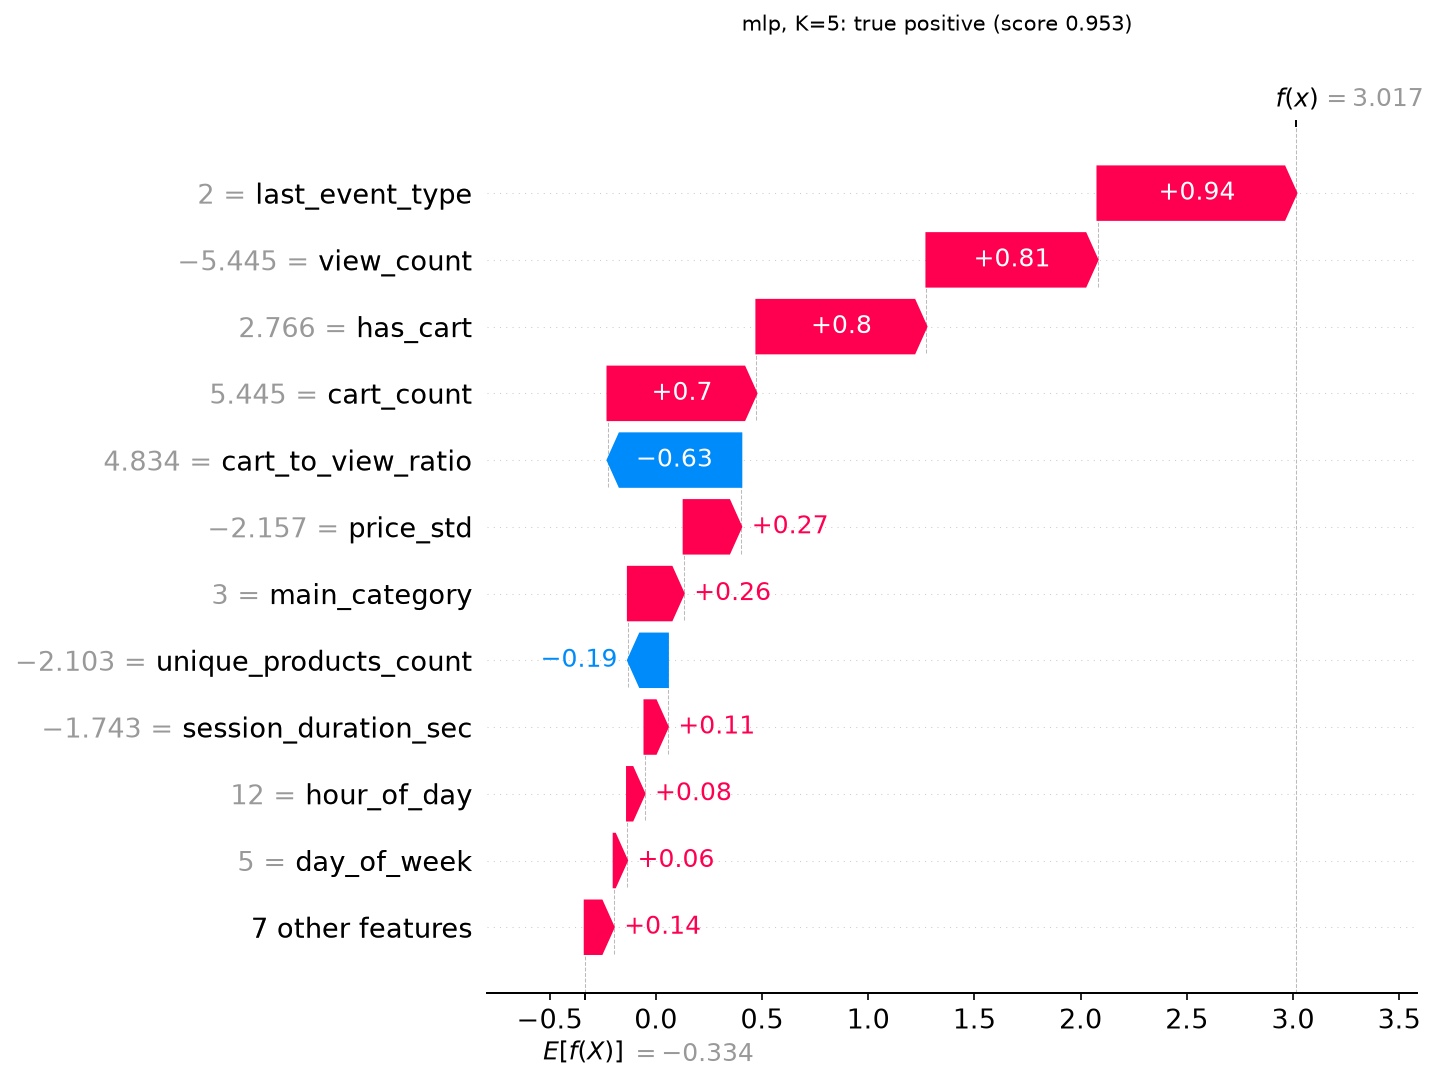 mlp, K=5: true positive (score 0.953)
f(x) = 3.017
2 = last_event_type +0.94
−5.445 = view_count +0.81
2.766 = has_cart +0.8
5.445 = cart_count +0.7
4.834 = cart_to_view_ratio −0.63
−2.157 = price_std +0.27
3 = main_category +0.26
−2.103 = unique_products_count −0.19
−1.743 = session_duration_sec +0.11
12 = hour_of_day +0.08
5 = day_of_week +0.06
7 other features +0.14
−0.5 0.0 0.5 1.0 1.5 2.0 2.5 3.0 3.5
E[f(X)] = −0.334